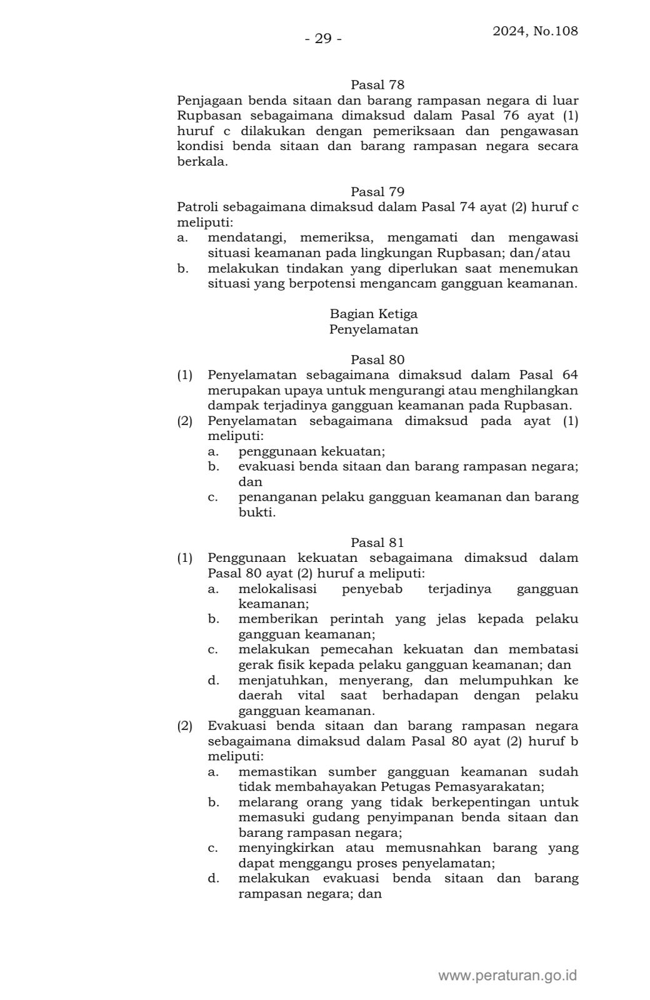 2024, No.108
- 29 -
Pasal 78
Penjagaan benda sitaan dan barang rampasan negara di luar
Rupbasan sebagaimana dimaksud dalam Pasal 76 ayat (1)
huruf c dilakukan dengan pemeriksaan dan pengawasan
kondisi benda sitaan dan barang rampasan negara secara
berkala.
Pasal 79
Patroli sebagaimana dimaksud dalam Pasal 74 ayat (2) huruf c
meliputi:
a. mendatangi, memeriksa, mengamati dan mengawasi
situasi keamanan pada lingkungan Rupbasan; dan/atau
b. melakukan tindakan yang diperlukan saat menemukan
situasi yang berpotensi mengancam gangguan keamanan.
Bagian Ketiga
Penyelamatan
Pasal 80
(1) Penyelamatan sebagaimana dimaksud dalam Pasal 64
merupakan upaya untuk mengurangi atau menghilangkan
dampak terjadinya gangguan keamanan pada Rupbasan.
(2) Penyelamatan sebagaimana dimaksud pada ayat (1)
meliputi:
a. penggunaan kekuatan;
b. evakuasi benda sitaan dan barang rampasan negara;
dan
c. penanganan pelaku gangguan keamanan dan barang
bukti.
Pasal 81
(1) Penggunaan kekuatan sebagaimana dimaksud dalam
Pasal 80 ayat (2) huruf a meliputi:
a. melokalisasi penyebab terjadinya gangguan
keamanan;
b. memberikan perintah yang jelas kepada pelaku
gangguan keamanan;
c. melakukan pemecahan kekuatan dan membatasi
gerak fisik kepada pelaku gangguan keamanan; dan
d. menjatuhkan, menyerang, dan melumpuhkan ke
daerah vital saat berhadapan dengan pelaku
gangguan keamanan.
(2) Evakuasi benda sitaan dan barang rampasan negara
sebagaimana dimaksud dalam Pasal 80 ayat (2) huruf b
meliputi:
a. memastikan sumber gangguan keamanan sudah
tidak membahayakan Petugas Pemasyarakatan;
b. melarang orang yang tidak berkepentingan untuk
memasuki gudang penyimpanan benda sitaan dan
barang rampasan negara;
c. menyingkirkan atau memusnahkan barang yang
dapat menggangu proses penyelamatan;
d. melakukan evakuasi benda sitaan dan barang
rampasan negara; dan
www.peraturan.go.id